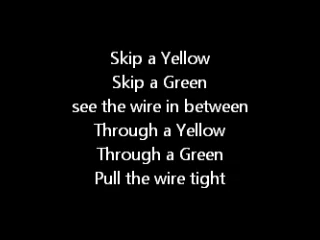 Skip a Yellow
Skip a Green
see the wire in between
Through a Yellow
Through a Green
Pull the wire tight